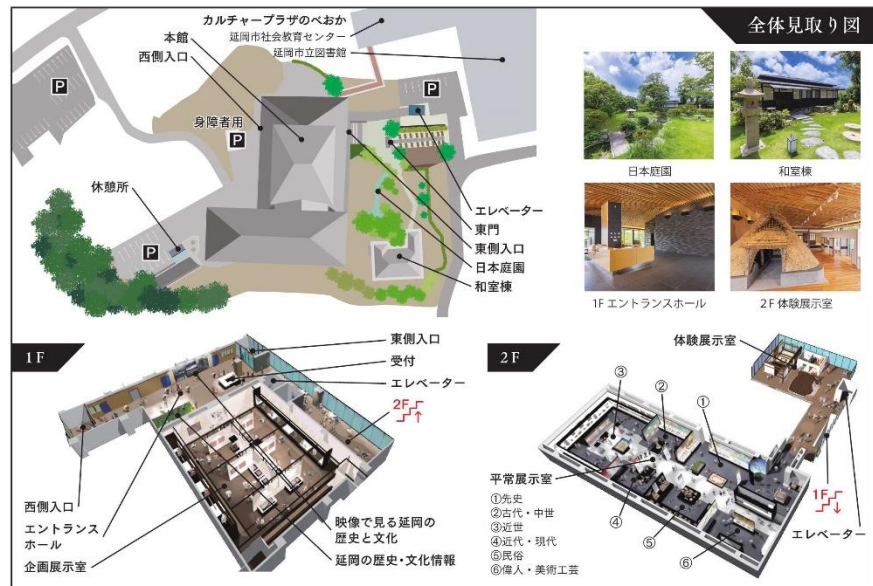 全体見取り図
カルチャープラザのべおか
延岡市社会教育センター
延岡市立図書館
本館
西側入口
P
P
身障者用
P
休憩所
P
エレベーター
東門
東側入口
日本庭園
和室棟
日本庭園
和室棟
1F エントランスホール
2F 体験展示室
1F
東側入口
受付
エレベーター
2F
西側入口
エントランス
ホール
企画展示室
映像で見る延岡の
歴史と文化
延岡の歴史・文化情報
2F
体験展示室
③
②
①
平常展示室
①先史
②古代・中世
③近世
④近代・現代
⑤民俗
⑥偉人・美術工芸
④
⑤
⑥
1F
エレベーター